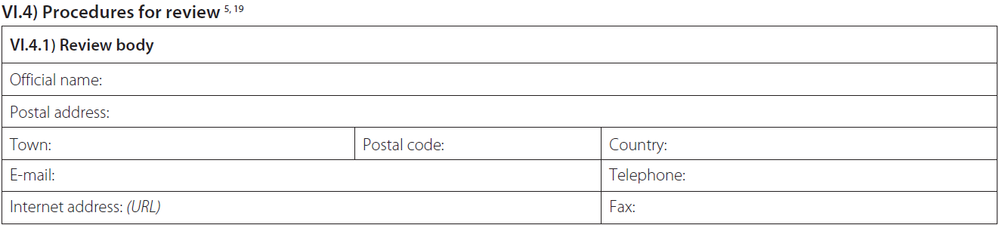 VI.4) Procedures for review 5, 19
VI.4.1) Review body
Official name:
Postal address:
Town: Postal code: Country:
E-mail: Telephone:
Internet address: (URL) Fax: